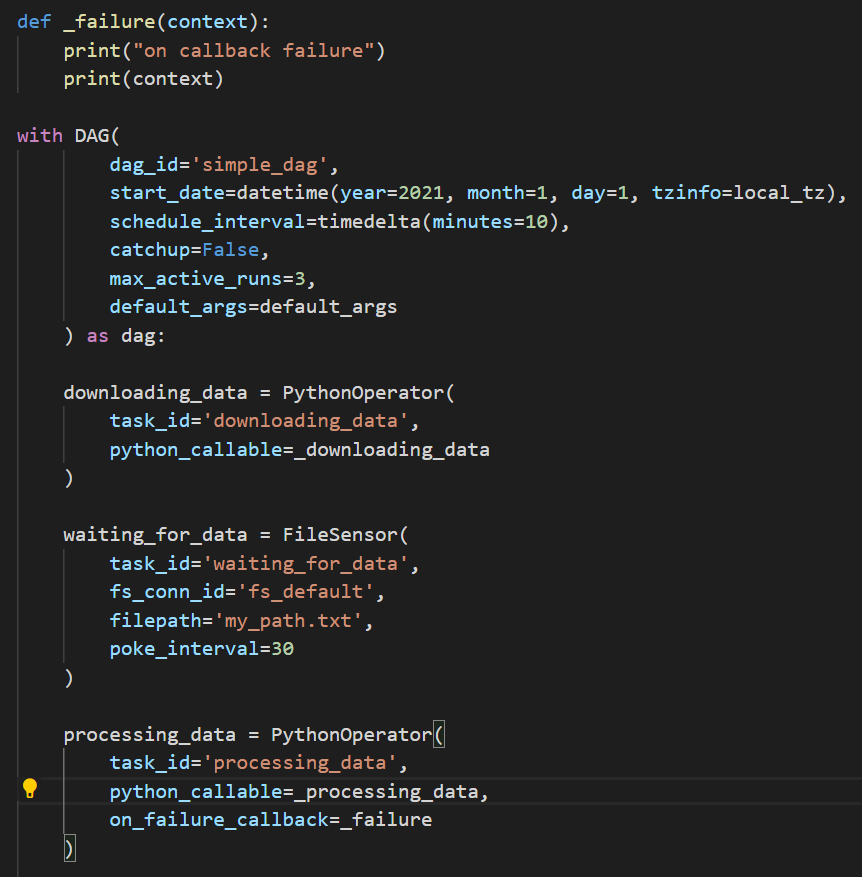 def _failure(context):
    print("on callback failure")
    print(context)

with DAG(
        dag_id='simple_dag',
        start_date=datetime(year=2021, month=1, day=1, tzinfo=local_tz),
        schedule_interval=timedelta(minutes=10),
        catchup=False,
        max_active_runs=3,
        default_args=default_args
    ) as dag:

    downloading_data = PythonOperator(
        task_id='downloading_data',
        python_callable=_downloading_data
    )

    waiting_for_data = FileSensor(
        task_id='waiting_for_data',
        fs_conn_id='fs_default',
        filepath='my_path.txt',
        poke_interval=30
    )

    processing_data = PythonOperator(
        task_id='processing_data',
        python_callable=_processing_data,
        on_failure_callback=_failure
    )